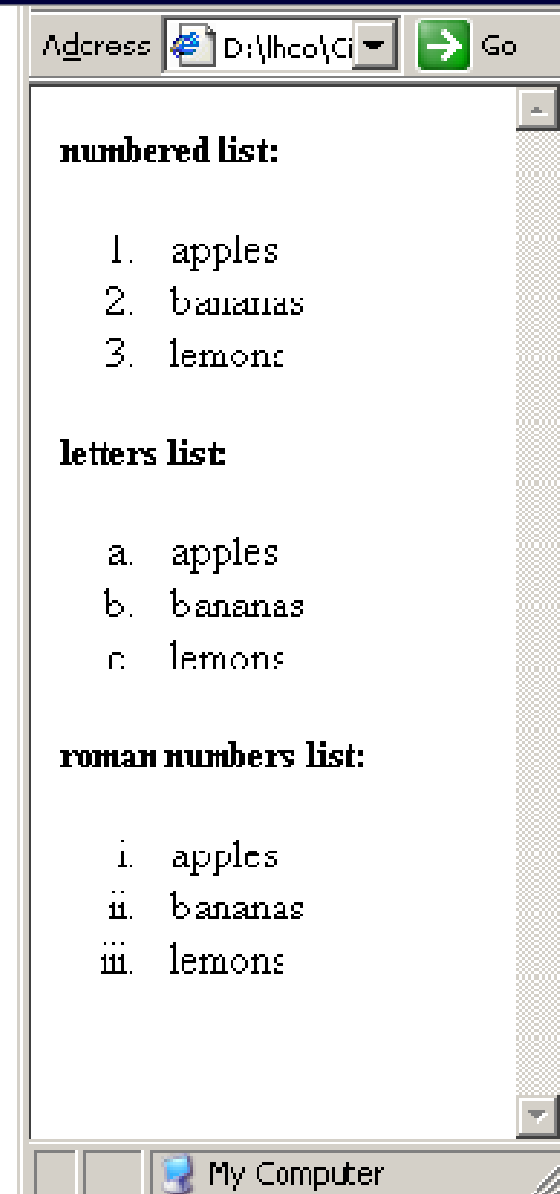 Address D:\lhco\Ci Go
numbered list:
1. apples
2. bananas
3. lemons
letters list:
a. apples
b. bananas
c. lemons
roman numbers list:
i. apples
ii. bananas
iii. lemons
My Computer